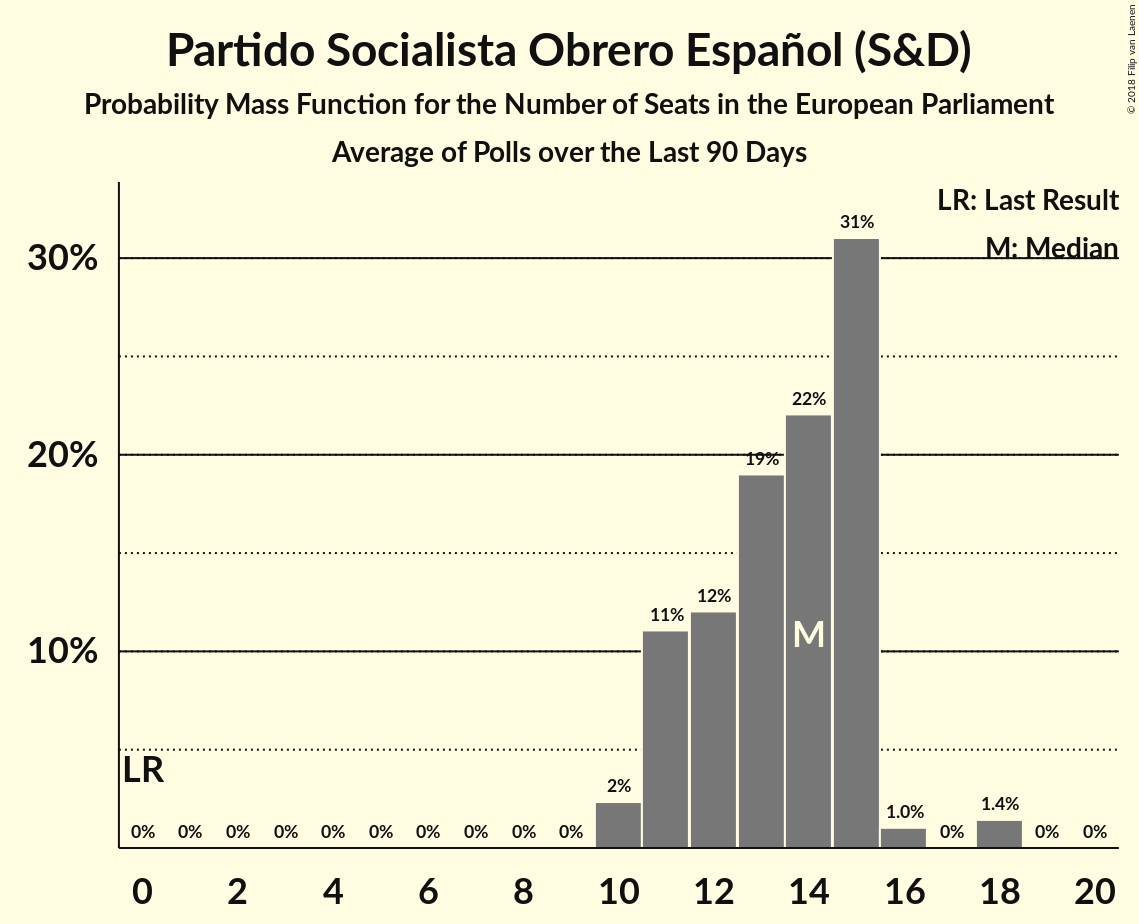 Partido Socialista Obrero Español (S&D)
Probability Mass Function for the Number of Seats in the European Parliament
Average of Polls over the Last 90 Days
© 2018 Filip van Laenen
LR: Last Result
M: Median
30%
20%
10%
31%
22%
19%
12%
11%
M
LR
2%
1.0%
1.4%
0% 0% 0% 0% 0% 0% 0% 0% 0% 0% 0% 0% 0%
0 2 4 6 8 10 12 14 16 18 20